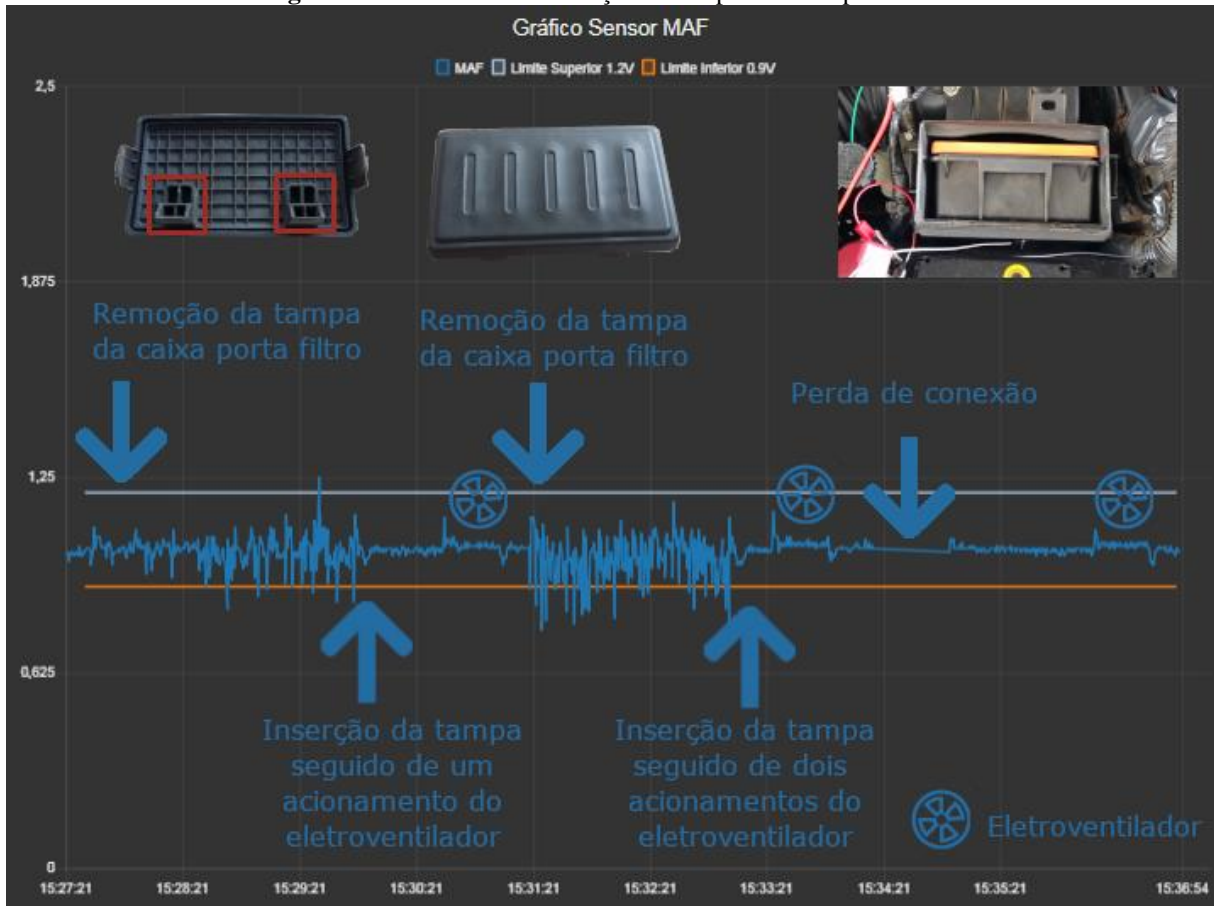 Gráfico Sensor MAF
MAF Limite Superior 1.2V Limite Inferior 0.9V
2,5
1,875
Remoção da tampa
da caixa porta filtro
Remoção da tampa
da caixa porta filtro
Perda de conexão
1,25
0,625
Inserção da tampa
seguido de um
acionamento do
eletroventilador
Inserção da tampa
seguido de dois
acionamentos do
eletroventilador
Eletroventilador
0
15:27:21 15:28:21 15:29:21 15:30:21 15:31:21 15:32:21 15:33:21 15:34:21 15:35:21 15:36:54